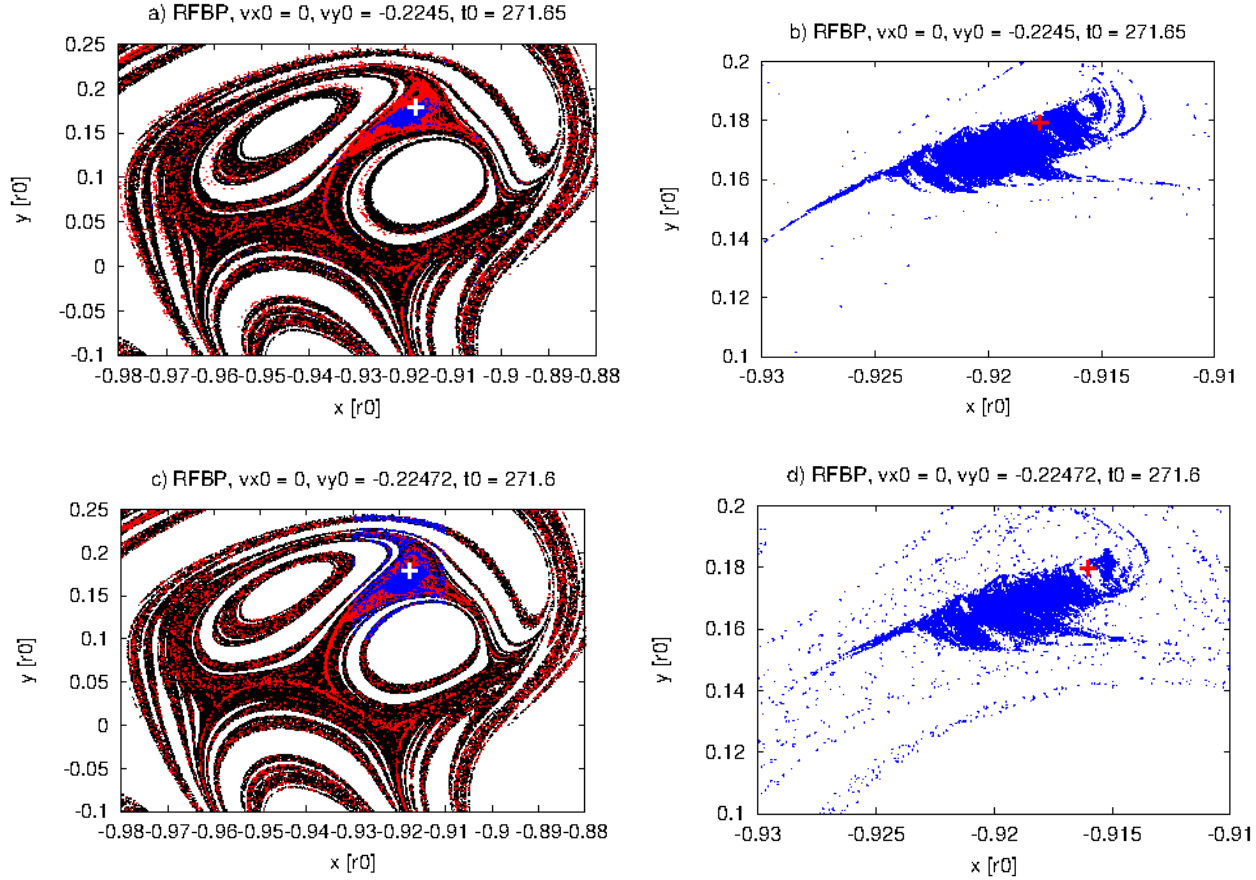 a) RFBP, vx0 = 0, vy0 = -0.2245, t0 = 271.65
0.25
0.2
0.15
0.1
0.05
0
-0.05
-0.1
y [r0]
-0.98 -0.97 -0.96 -0.95 -0.94 -0.93 -0.92 -0.91 -0.9 -0.89 -0.88
x [r0]
b) RFBP, vx0 = 0, vy0 = -0.2245, t0 = 271.65
0.2
0.18
0.16
0.14
0.12
0.1
y [r0]
-0.93 -0.925 -0.92 -0.915 -0.91
x [r0]
c) RFBP, vx0 = 0, vy0 = -0.22472, t0 = 271.6
0.25
0.2
0.15
0.1
0.05
0
-0.05
-0.1
y [r0]
-0.98 -0.97 -0.96 -0.95 -0.94 -0.93 -0.92 -0.91 -0.9 -0.89 -0.88
x [r0]
d) RFBP, vx0 = 0, vy0 = -0.22472, t0 = 271.6
0.2
0.18
0.16
0.14
0.12
0.1
y [r0]
-0.93 -0.925 -0.92 -0.915 -0.91
x [r0]